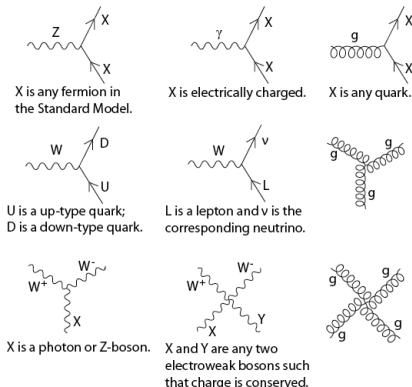 Z
X
X
X is any fermion in
the Standard Model.
γ
X
X
X is electrically charged.
g
X
X
X is any quark.
W
D
U
U is a up-type quark;
D is a down-type quark.
W
ν
L
L is a lepton and ν is the
corresponding neutrino.
g
g
g
W⁺
W⁻
X
X is a photon or Z-boson.
W⁺
W⁻
X
Y
X and Y are any two
electroweak bosons such
that charge is conserved.
g
g
g
g